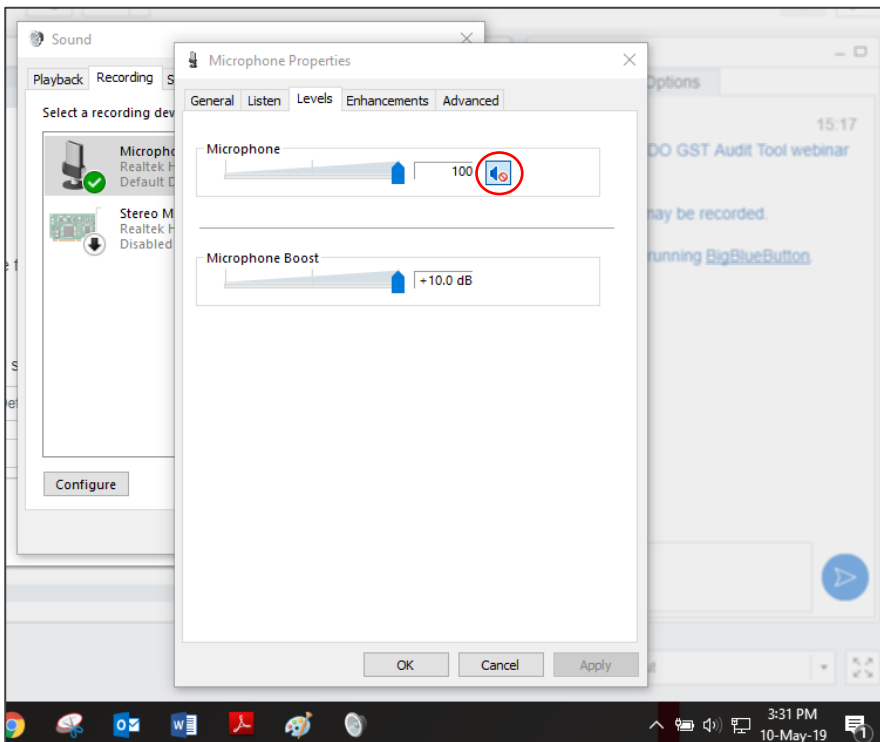 Sound
Microphone Properties
Playback Recording S
General Listen Levels Enhancements Advanced
Options
Select a recording dev
15:17
Micropho
Realtek H
Default D
Microphone
100
DO GST Audit Tool webinar
Stereo M
Realtek H
Disabled
may be recorded.
running BigBlueButton.
Microphone Boost
+10.0 dB
Configure
OK Cancel Apply
3:31 PM
10-May-19
1